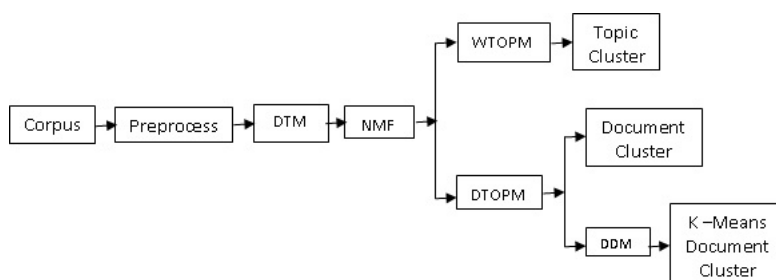 WTOPM
Topic
Cluster
Corpus
Preprocess
DTM
NMF
Document
Cluster
DTOPM
DDM
K –Means
Document
Cluster